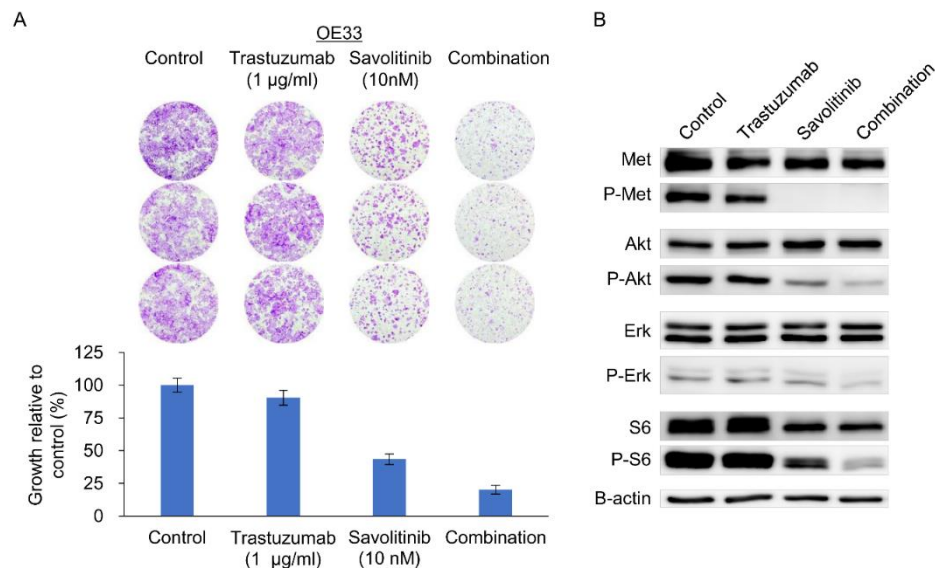 A
OE33
Control Trastuzumab Savolitinib Combination
(1 µg/ml) (10nM)
125
100
75
50
25
0
Growth relative to
control (%)
Control Trastuzumab Savolitinib Combination
(1 µg/ml) (10 nM)
B
Control Trastuzumab Savolitinib Combination
Met
P-Met
Akt
P-Akt
Erk
P-Erk
S6
P-S6
B-actin